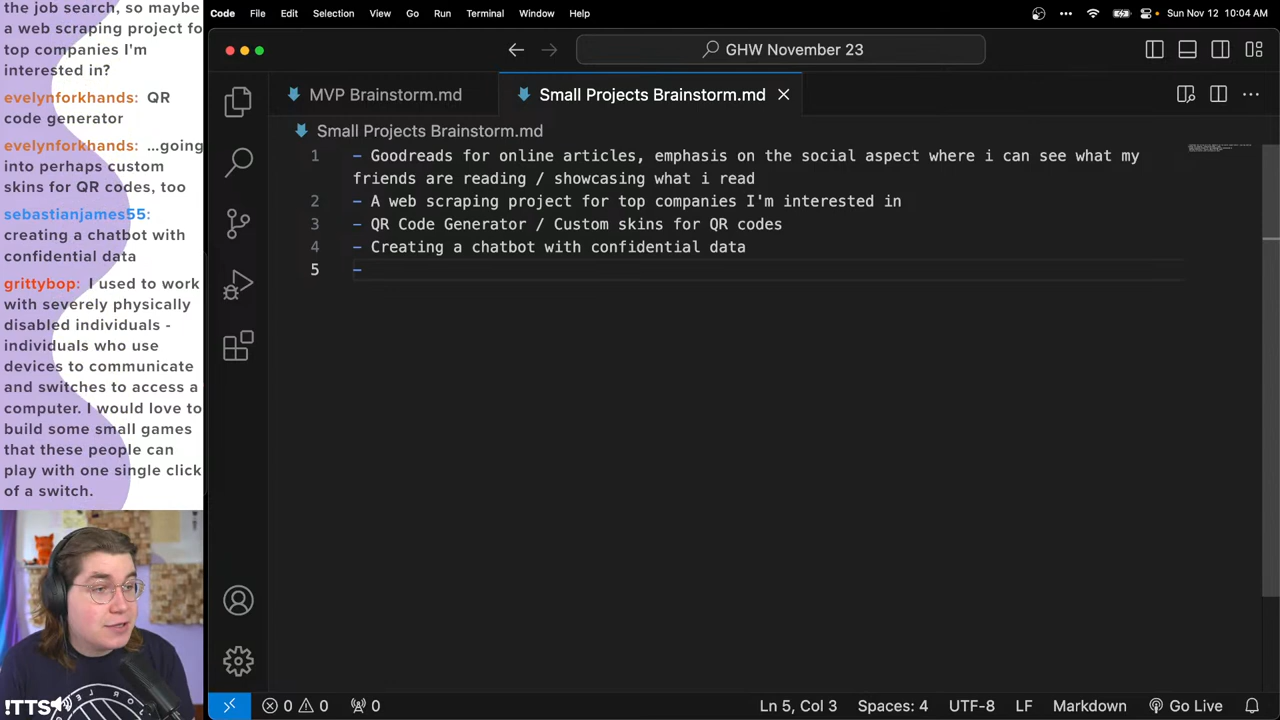 Code File Edit Selection View Go Run Terminal Window Help Sun Nov 12 10:04 AM
the job search, so maybe
a web scraping project fo
top companies I'm
interested in?
evelynforkhands: QR
code generator
evelynforkhands: ...going
into perhaps custom
skins for QR codes, too
sebastianjames55:
creating a chatbot with
confidential data
grittybop: I used to work
with severely physically
disabled individuals -
individuals who use
devices to communicate
and switches to access a
computer. I would love to
build some small games
that these people can
play with one single click
of a switch.
!TTS
GHW November 23
MVP Brainstorm.md Small Projects Brainstorm.md
Small Projects Brainstorm.md
1 - Goodreads for online articles, emphasis on the social aspect where i can see what my
friends are reading / showcasing what i read
2 - A web scraping project for top companies I'm interested in
3 - QR Code Generator / Custom skins for QR codes
4 - Creating a chatbot with confidential data
5 -
0 0 0 Ln 5, Col 3 Spaces: 4 UTF-8 LF Markdown Go Live